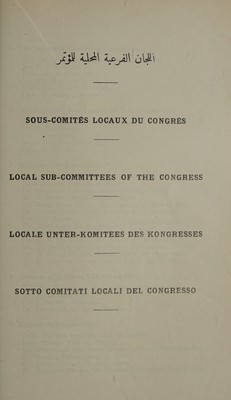 اللجان الفرعية المحلية للمؤتمر
SOUS-COMITÉS LOCAUX DU CONGRÈS
LOCAL SUB-COMMITTEES OF THE CONGRESS
LOCALE UNTER-KOMITEES DES KONGRESSES
SOTTO COMITATI LOCALI DEL CONGRESSO